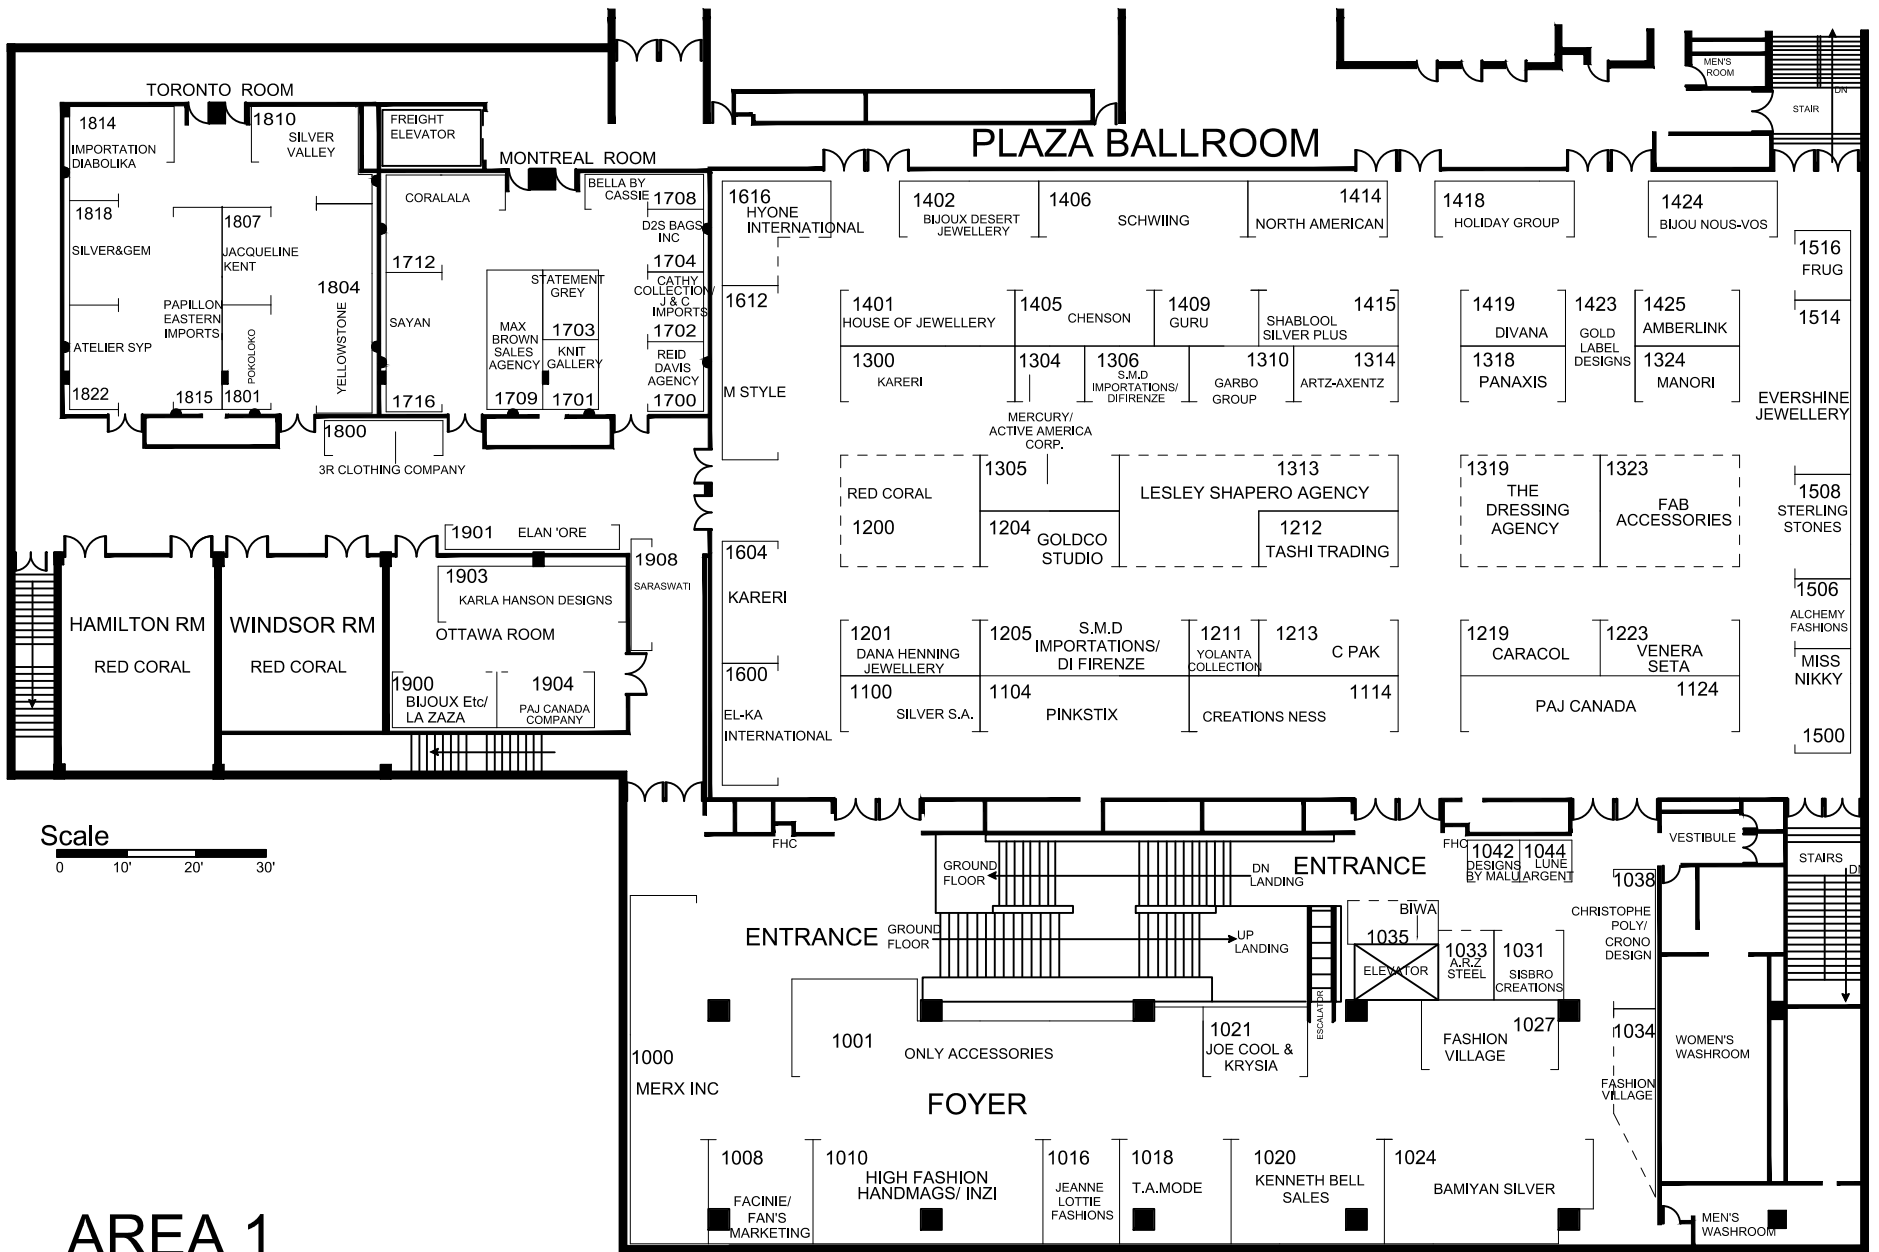 TORONTO ROOM
1814
IMPORTATION
DIABOLIKA
1810
SILVER
VALLEY
1818
SILVER&GEM
1807
JACQUELINE
KENT
1804
YELLOWSTONE
PAPILLON
EASTERN
IMPORTS
ATELIER SYP
1822
1815
POKOLOKO
1801
1800
3R CLOTHING COMPANY
FREIGHT
ELEVATOR
MONTREAL ROOM
CORALALA
1712
BELLA BY
CASSIE
1708
D2S BAGS
INC
1704
CATHY
COLLECTION/
J & C
IMPORTS
1702
REID
DAVIS
AGENCY
1700
STATEMENT
GREY
1703
KNIT
GALLERY
1701
MAX
BROWN
SALES
AGENCY
1709
SAYAN
1716
1901
ELAN 'ORE
1908
SARASWATI
1903
KARLA HANSON DESIGNS
OTTAWA ROOM
1900
BIJOUX Etc/
LA ZAZA
1904
PAJ CANADA
COMPANY
HAMILTON RM
RED CORAL
WINDSOR RM
RED CORAL
PLAZA BALLROOM
MEN'S
ROOM
DN
STAIR
1616
HYONE
INTERNATIONAL
1402
BIJOUX DESERT
JEWELLERY
1406
SCHWIING
1414
NORTH AMERICAN
1418
HOLIDAY GROUP
1424
BIJOU NOUS-VOS
1516
FRUG
1612
M STYLE
1401
HOUSE OF JEWELLERY
1405
CHENSON
1409
GURU
1415
SHABLOOL
SILVER PLUS
1419
DIVANA
1423
GOLD
LABEL
DESIGNS
1425
AMBERLINK
1514
EVERSHINE
JEWELLERY
1300
KARERI
1304
MERCURY/
ACTIVE AMERICA
CORP.
1306
S.M.D
IMPORTATIONS/
DIFIRENZE
1310
GARBO
GROUP
1314
ARTZ-AXENTZ
1318
PANAXIS
1324
MANORI
RED CORAL
1200
1305
1204
GOLDCO
STUDIO
1313
LESLEY SHAPERO AGENCY
1212
TASHI TRADING
1319
THE
DRESSING
AGENCY
1323
FAB
ACCESSORIES
1508
STERLING
STONES
1604
KARERI
1506
ALCHEMY
FASHIONS
1201
DANA HENNING
JEWELLERY
1205
S.M.D
IMPORTATIONS/
DI FIRENZE
1211
YOLANTA
COLLECTION
1213
C PAK
1219
CARACOL
1223
VENERA
SETA
MISS
NIKKY
1500
1600
EL-KA
INTERNATIONAL
1100
SILVER S.A.
1104
PINKSTIX
1114
CREATIONS NESS
1124
PAJ CANADA
Scale
0 10' 20' 30'
FHC
GROUND
FLOOR
DN
LANDING
ENTRANCE
FHC
1042
DESIGNS
BY MALU
1044
LUNE
ARGENT
VESTIBULE
STAIRS
DN
ENTRANCE
GROUND
FLOOR
UP
LANDING
ESCALATOR
BIWA
1035
ELEVATOR
1033
A.R.Z
STEEL
1031
SISBRO
CREATIONS
1038
CHRISTOPHE
POLY/
CRONO
DESIGN
1000
MERX INC
1001
ONLY ACCESSORIES
1021
JOE COOL &
KRYSIA
1027
FASHION
VILLAGE
1034
FASHION
VILLAGE
WOMEN'S
WASHROOM
FOYER
1008
FACINIE/
FAN'S
MARKETING
1010
HIGH FASHION
HANDMAGS/ INZI
1016
JEANNE
LOTTIE
FASHIONS
1018
T.A.MODE
1020
KENNETH BELL
SALES
1024
BAMIYAN SILVER
MEN'S
WASHROOM
AREA 1